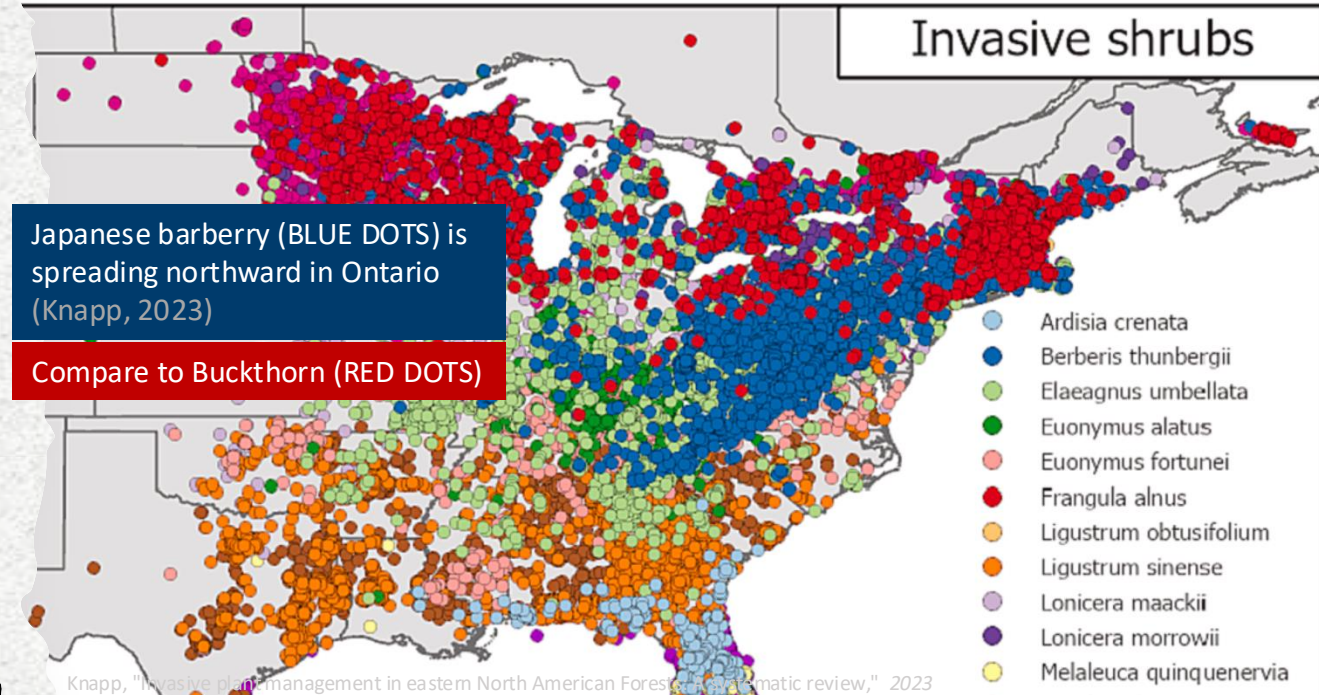 Invasive shrubs
Japanese barberry (BLUE DOTS) is
spreading northward in Ontario
(Knapp, 2023)
Compare to Buckthorn (RED DOTS)
Ardisia crenata
Berberis thunbergii
Elaeagnus umbellata
Euonymus alatus
Euonymus fortunei
Frangula alnus
Ligustrum obtusifolium
Ligustrum sinense
Lonicera maackii
Lonicera morrowii
Melaleuca quinquenervia
Knapp, "Invasive plant management in eastern North American Forests: review," 2023